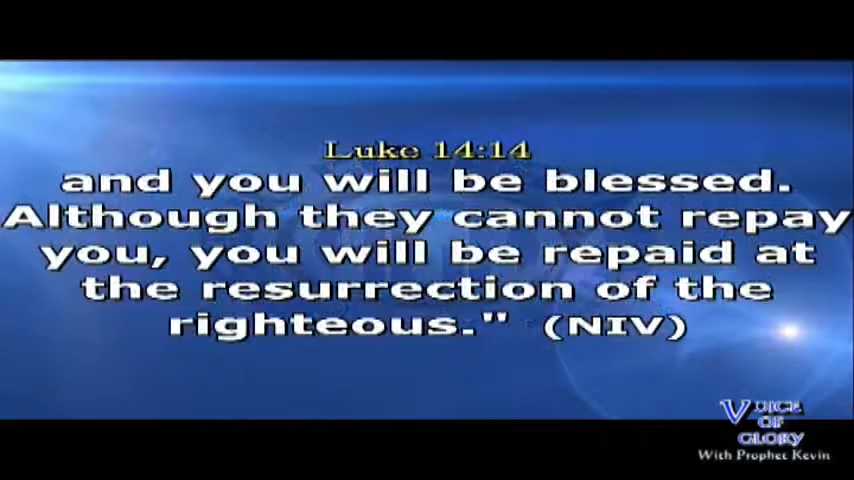 Luke 14:14
and you will be blessed.
Although they cannot repay
you, you will be repaid at
the resurrection of the
righteous." (NIV)
VOICE
OF
GLORY
With Prophet Kevin